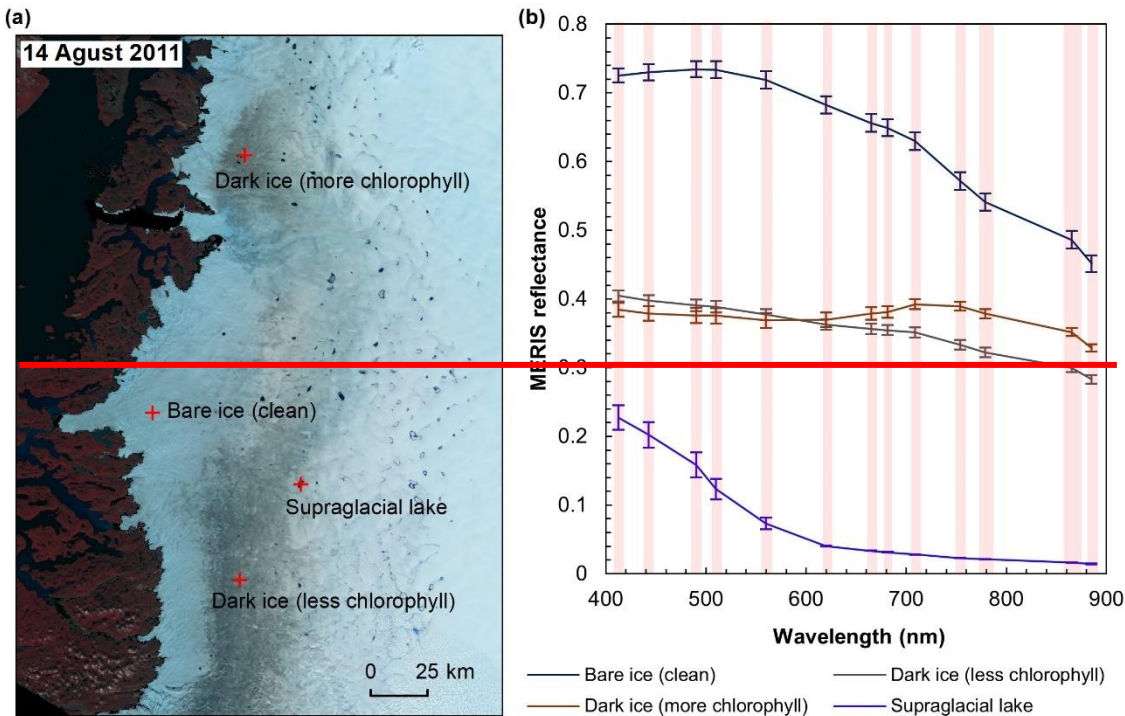 (a)
14 Agust 2011
Dark ice (more chlorophyll)
Bare ice (clean)
Supraglacial lake
Dark ice (less chlorophyll)
0 25 km
(b)
MERIS reflectance
0.8
0.7
0.6
0.5
0.4
0.3
0.2
0.1
0
400 500 600 700 800 900
Wavelength (nm)
Bare ice (clean) Dark ice (less chlorophyll)
Dark ice (more chlorophyll) Supraglacial lake